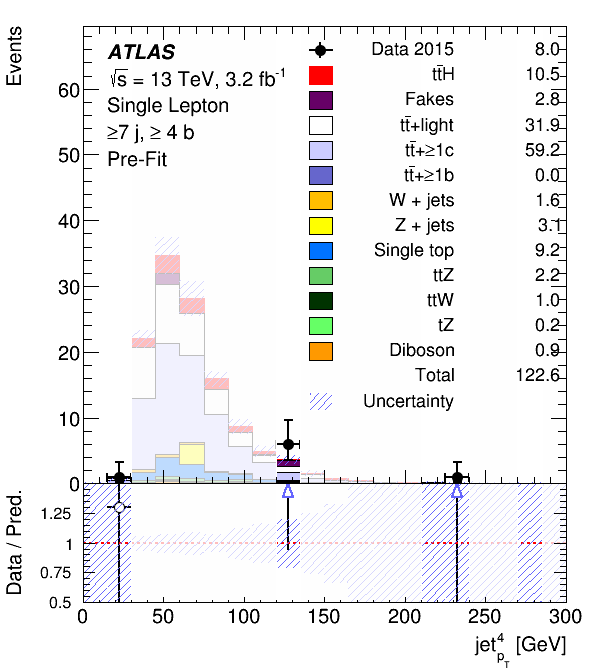 Events
ATLAS
√s = 13 TeV, 3.2 fb⁻¹
Single Lepton
≥7 j, ≥ 4 b
Pre-Fit
Data 2015 8.0
tt̄H 10.5
Fakes 2.8
tt̄+light 31.9
tt̄+≥1c 59.2
tt̄+≥1b 0.0
W + jets 1.6
Z + jets 3.1
Single top 9.2
ttZ 2.2
ttW 1.0
tZ 0.2
Diboson 0.9
Total 122.6
Uncertainty
60
50
40
30
20
10
0
Data / Pred.
1.25
1
0.75
0.5
0 50 100 150 200 250 300
jet⁴ p_T [GeV]